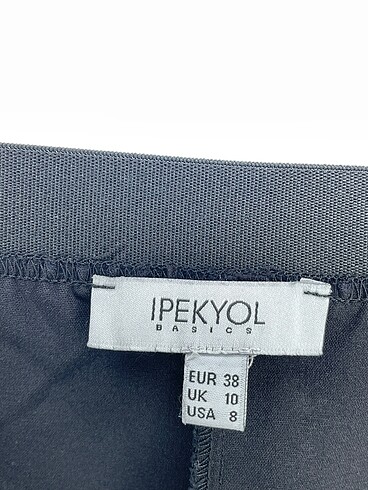 IPEKYOL
BASICS
EUR 38
UK 10
USA 8